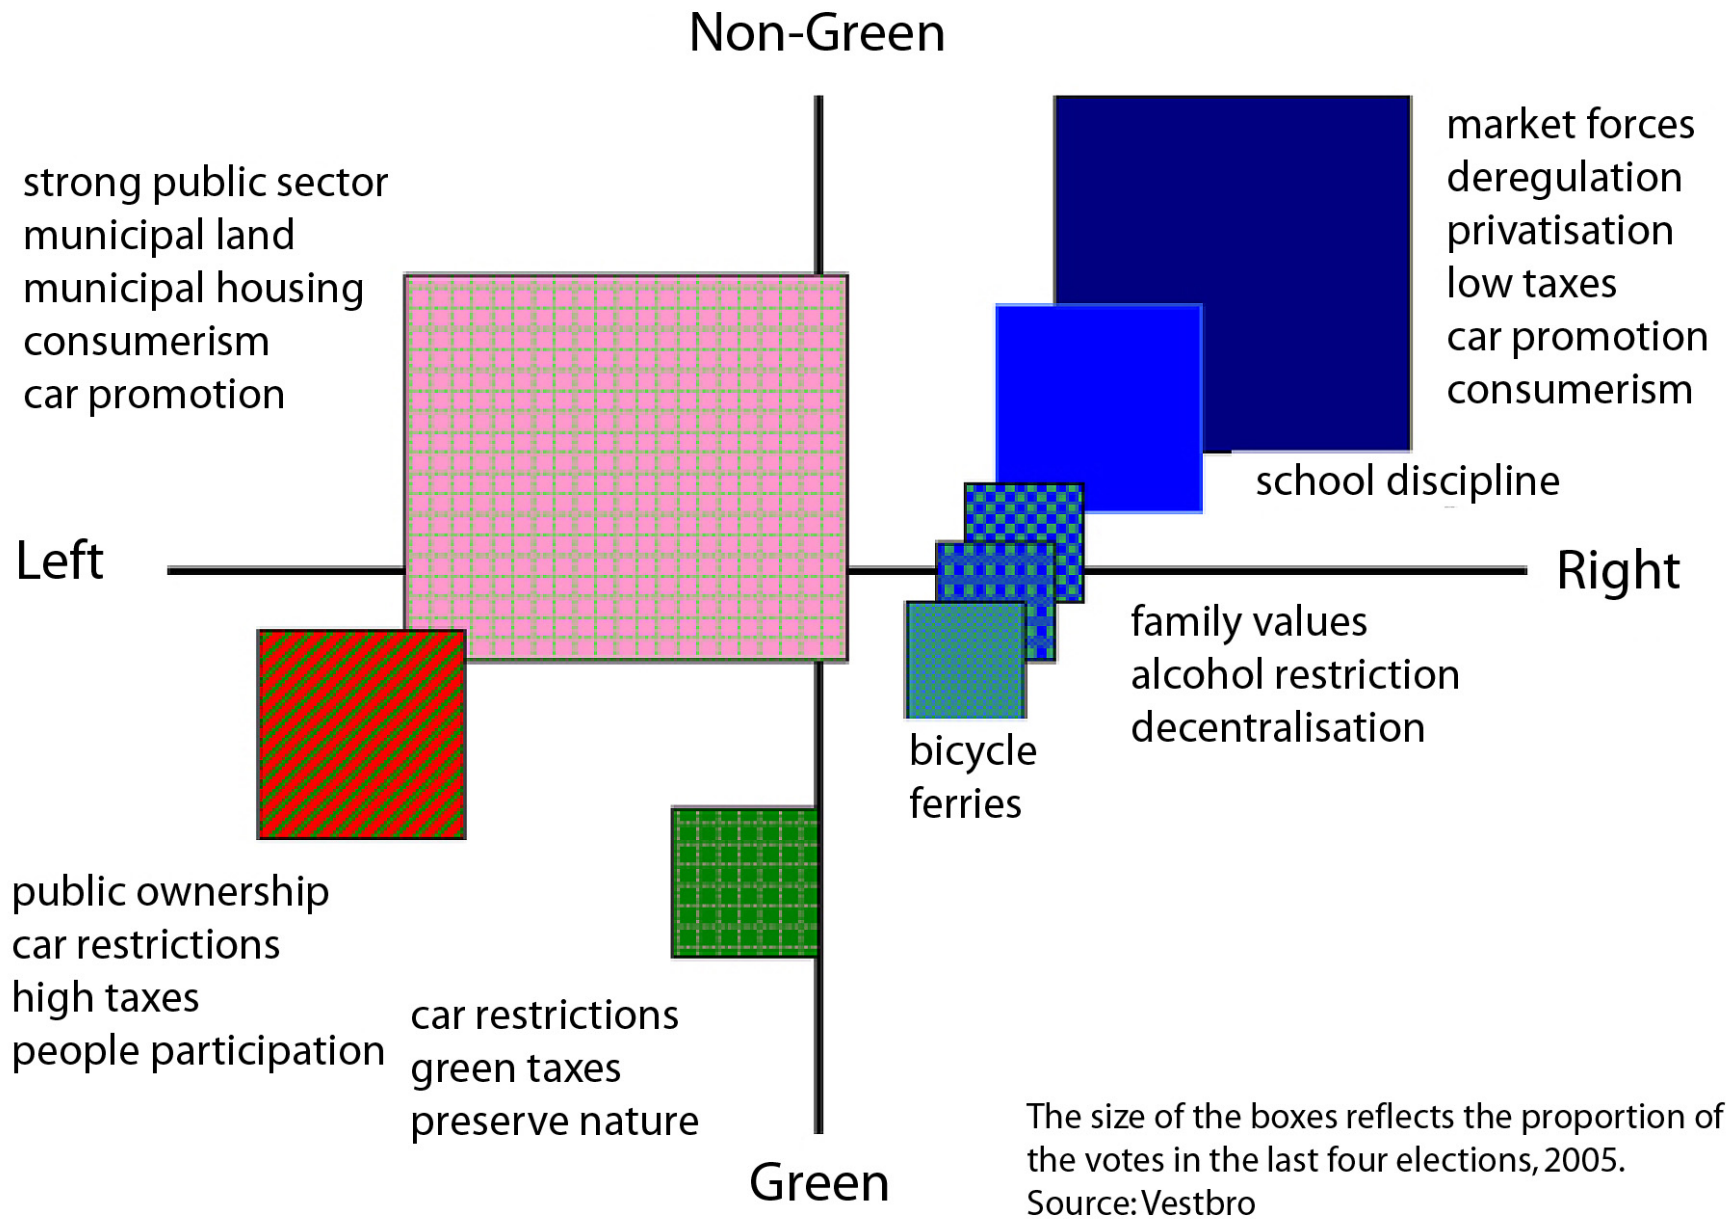 Non-Green
strong public sector
municipal land
municipal housing
consumerism
car promotion
market forces
deregulation
privatisation
low taxes
car promotion
consumerism
school discipline
Left
Right
family values
alcohol restriction
decentralisation
bicycle
ferries
public ownership
car restrictions
high taxes
people participation
car restrictions
green taxes
preserve nature
Green
The size of the boxes reflects the proportion of
the votes in the last four elections, 2005.
Source: Vestbro